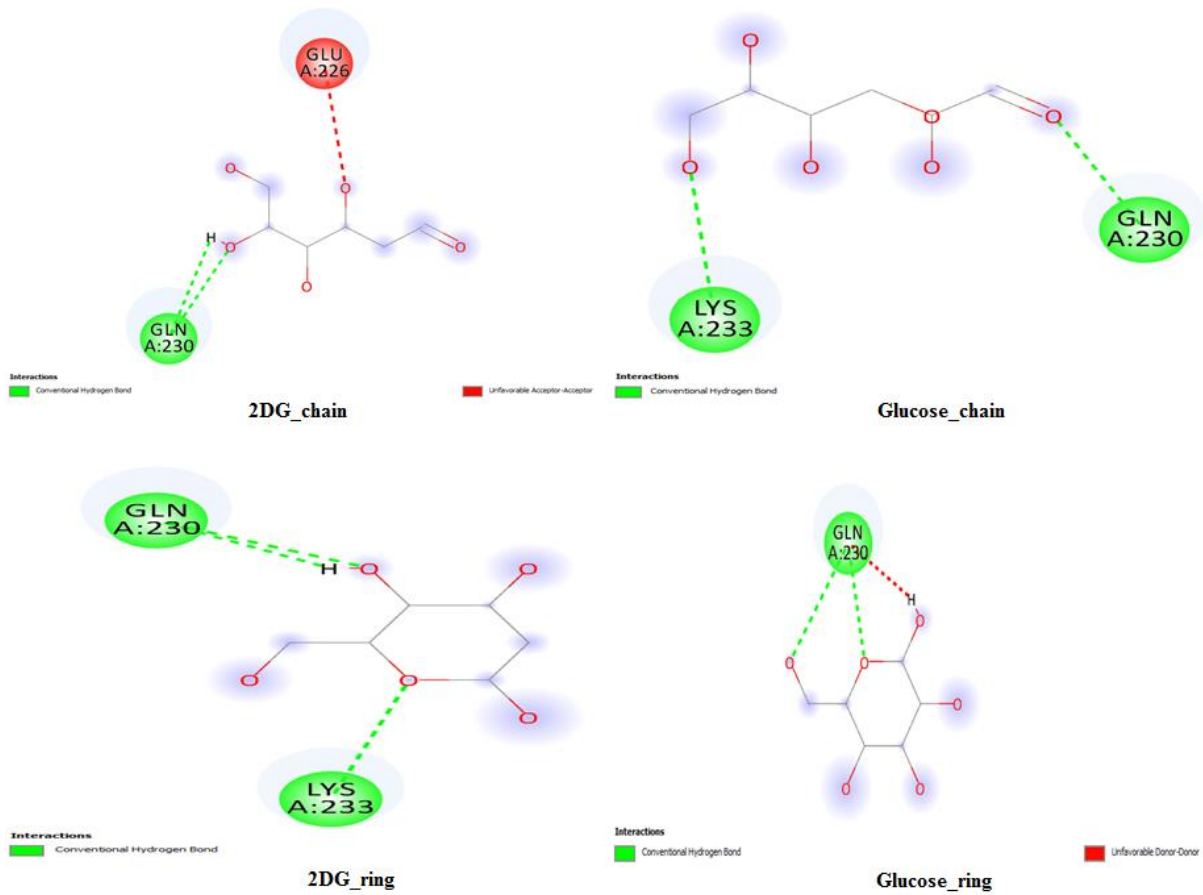 GLU
A:226
O
O
H
O
O
O
GLN
A:230
Interactions
Conventional Hydrogen Bond
Unfavorable Acceptor-Acceptor
2DG_chain
O
O
O
O
O
O
GLN
A:230
LYS
A:233
Interactions
Conventional Hydrogen Bond
Glucose_chain
GLN
A:230
H
O
O
O
O
O
LYS
A:233
Interactions
Conventional Hydrogen Bond
2DG_ring
GLN
A:230
H
O
O
O
O
O
O
Interactions
Conventional Hydrogen Bond
Unfavorable Donor-Donor
Glucose_ring